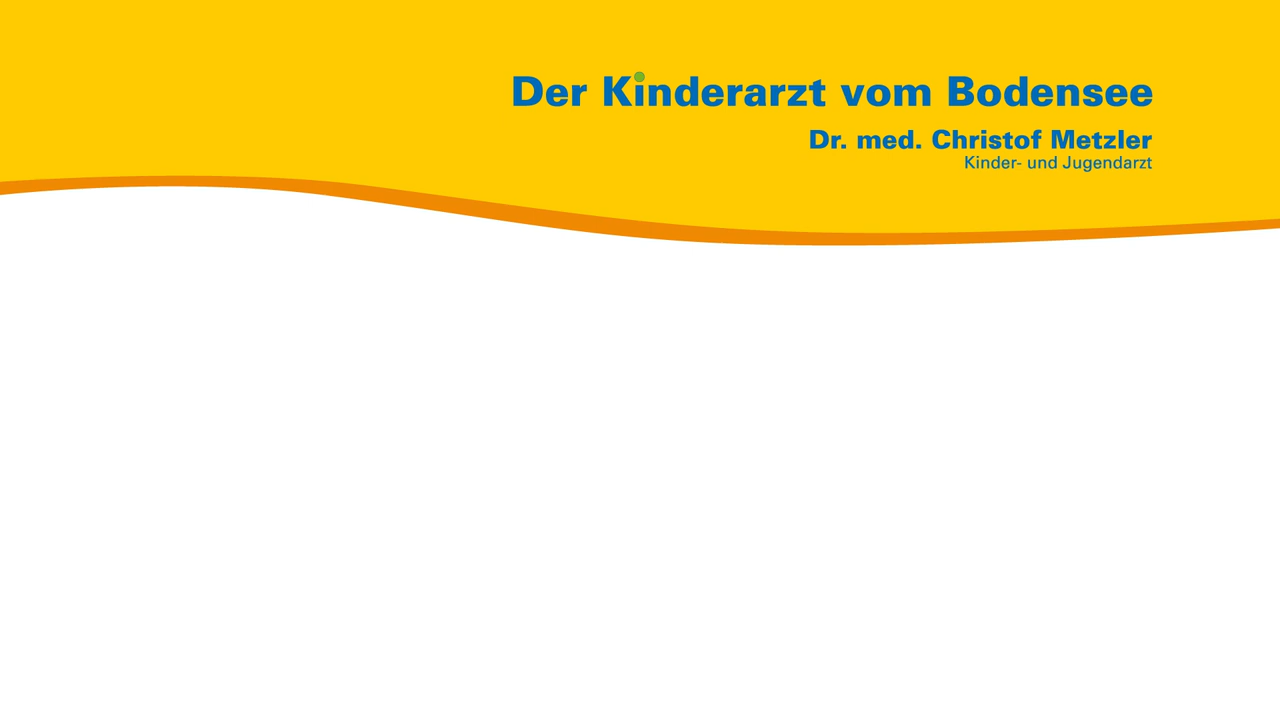 Der Kinderarzt vom Bodensee
Dr. med. Christof Metzler
Kinder- und Jugendarzt